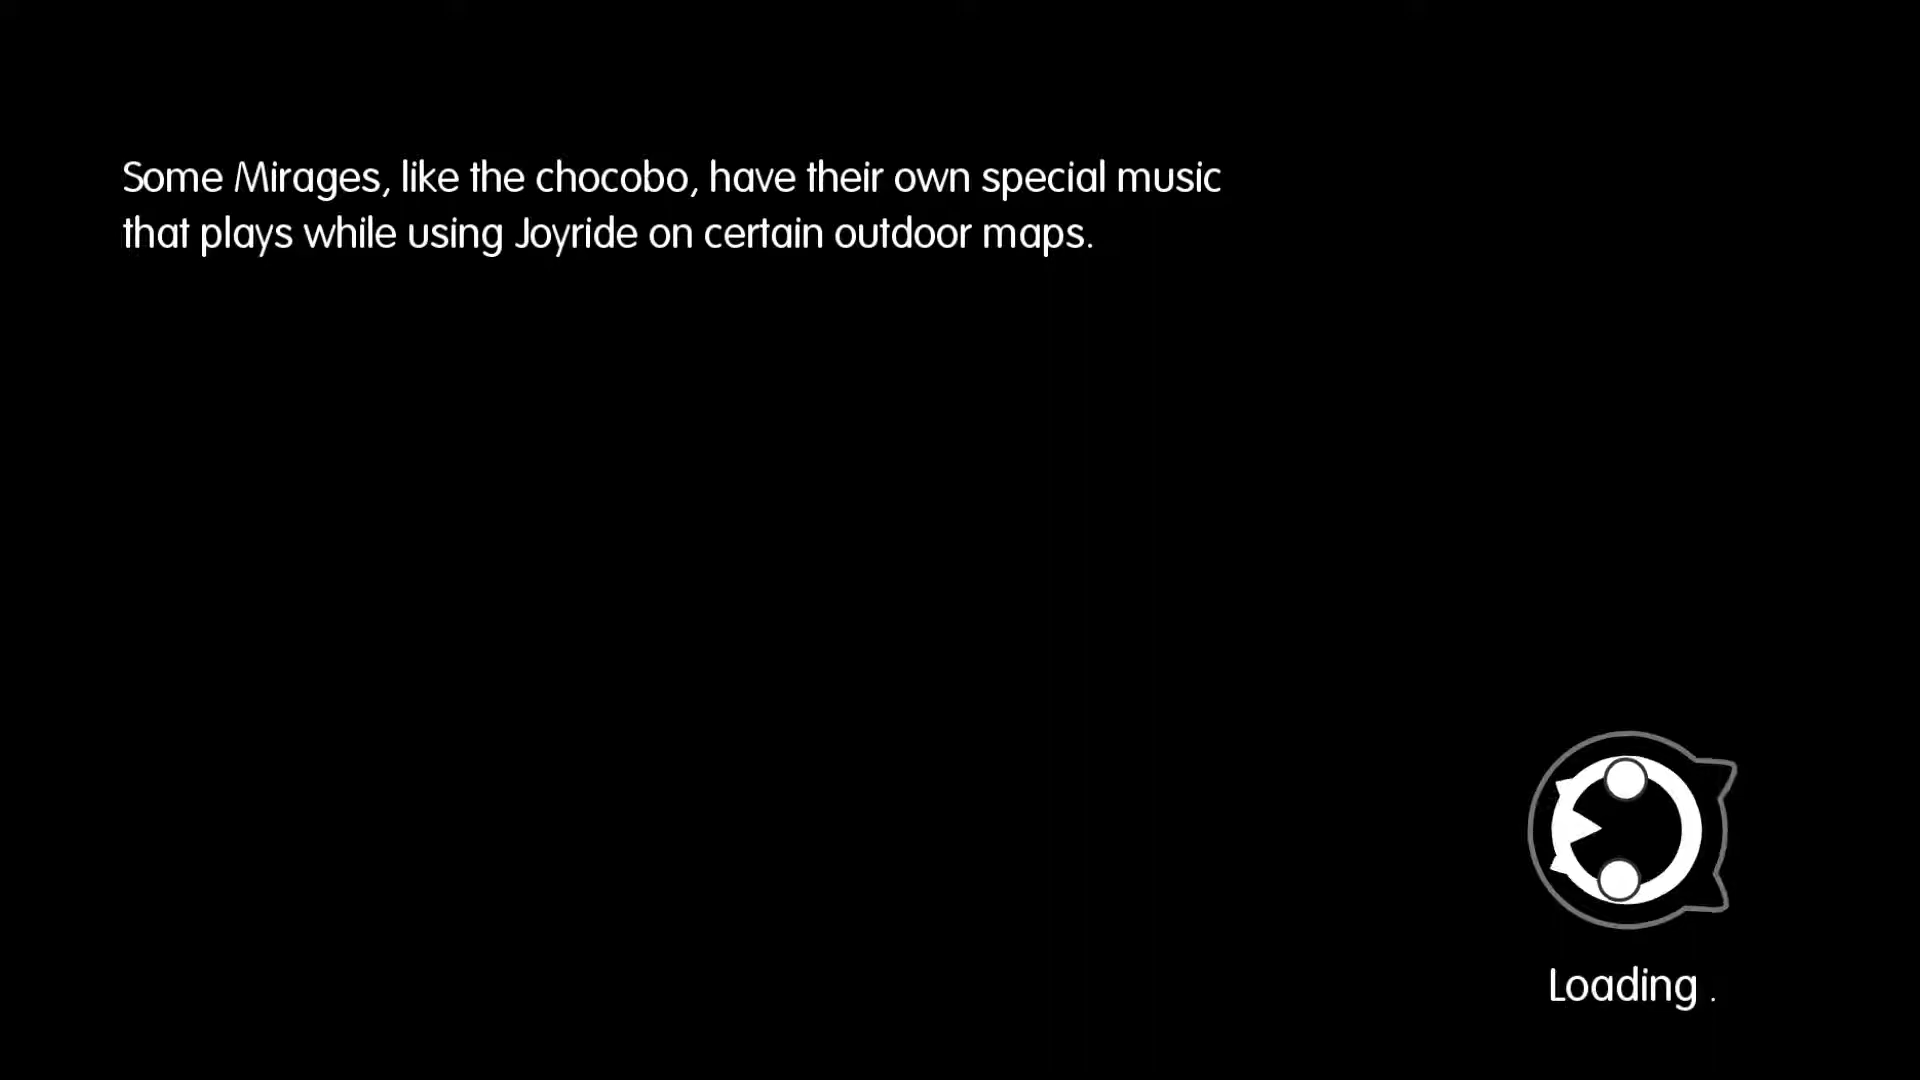 Some Mirages, like the chocobo, have their own special music
that plays while using Joyride on certain outdoor maps.
Loading .